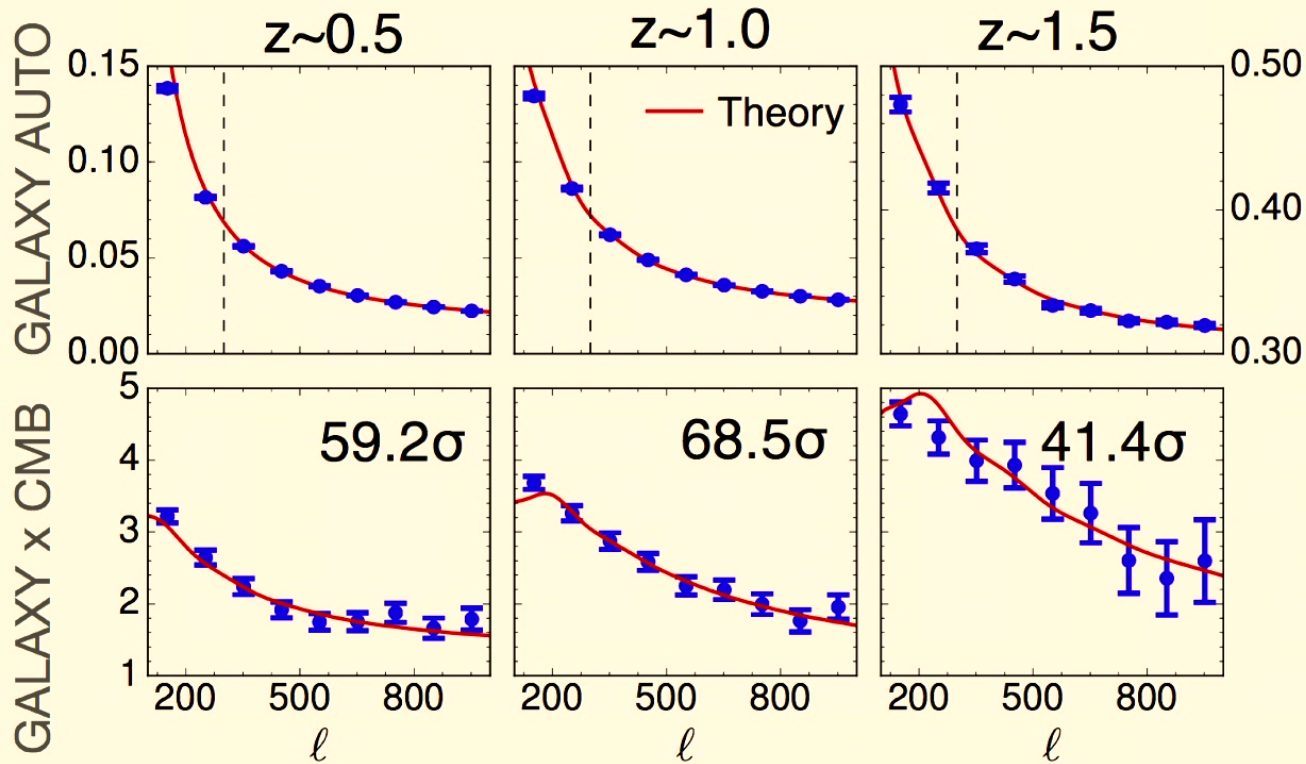 z~0.5
z~1.0
z~1.5
GALAXY AUTO
0.15
0.10
0.05
0.00
Theory
0.50
0.40
0.30
GALAXY x CMB
5
4
3
2
1
59.2σ
68.5σ
41.4σ
200 500 800
200 500 800
200 500 800
ℓ
ℓ
ℓ